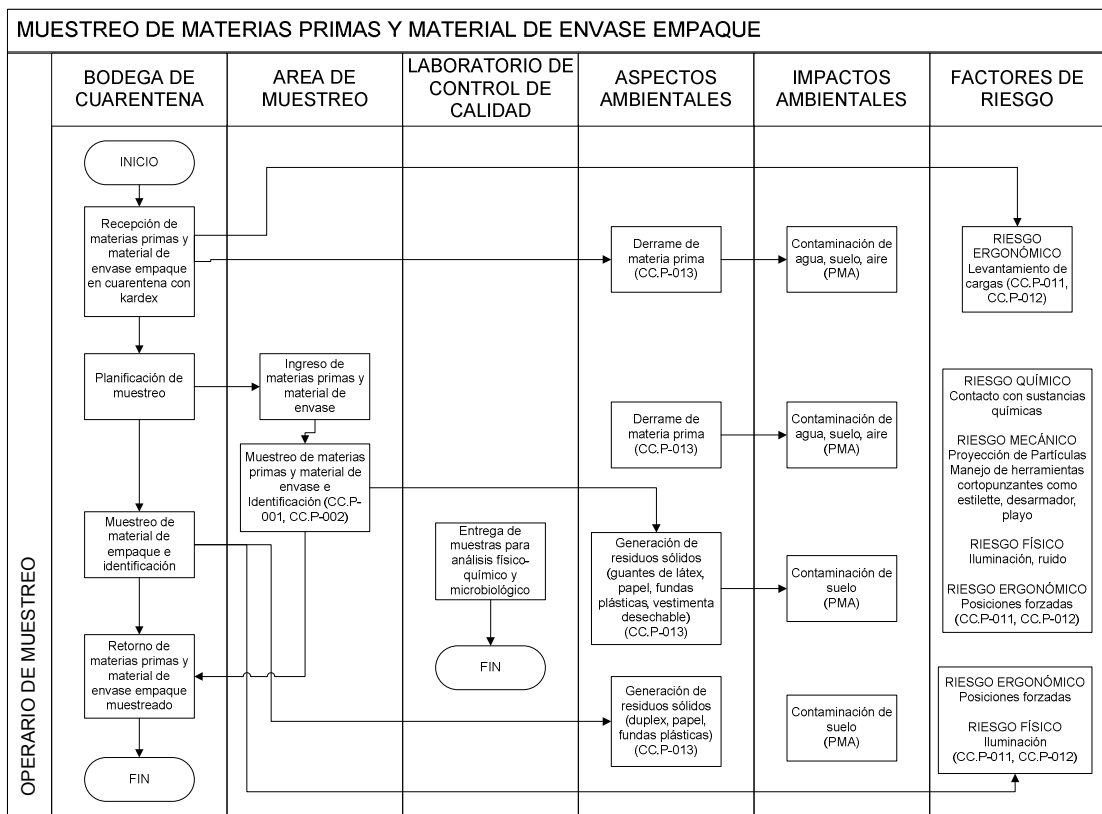 MUESTREO DE MATERIAS PRIMAS Y MATERIAL DE ENVASE EMPAQUE
OPERARIO DE MUESTREO
BODEGA DE
CUARENTENA
AREA DE
MUESTREO
LABORATORIO DE
CONTROL DE
CALIDAD
ASPECTOS
AMBIENTALES
IMPACTOS
AMBIENTALES
FACTORES DE
RIESGO
INICIO
Recepción de
materias primas y
material de
envase empaque
en cuarentena con
kardex
Derrame de
materia prima
(CC.P-013)
Contaminación de
agua, suelo, aire
(PMA)
RIESGO
ERGONÓMICO
Levantamiento de
cargas (CC.P-011,
CC.P-012)
Planificación de
muestreo
Ingreso de
materias primas y
material de
envase
Muestreo de materias
primas y material de
envase e
Identificación (CC.P-
001, CC.P-002)
Derrame de
materia prima
(CC.P-013)
Contaminación de
agua, suelo, aire
(PMA)
RIESGO QUÍMICO
Contacto con sustancias
químicas
RIESGO MECÁNICO
Proyección de Partículas
Manejo de herramientas
cortopunzantes como
estilette, desarmador,
playo
RIESGO FÍSICO
Iluminación, ruido
RIESGO ERGONÓMICO
Posiciones forzadas
(CC.P-011, CC.P-012)
Muestreo de
material de
empaque e
identificación
Entrega de
muestras para
análisis físico-
químico y
microbiológico
Generación de
residuos sólidos
(guantes de látex,
papel, fundas
plásticas, vestimenta
desechable)
(CC.P-013)
Contaminación de
suelo
(PMA)
Retorno de
materias primas y
material de
envase empaque
muestreado
FIN
Generación de
residuos sólidos
(duplex, papel,
fundas plásticas)
(CC.P-013)
Contaminación de
suelo
(PMA)
RIESGO ERGONÓMICO
Posiciones forzadas
RIESGO FÍSICO
Iluminación
(CC.P-011, CC.P-012)
FIN